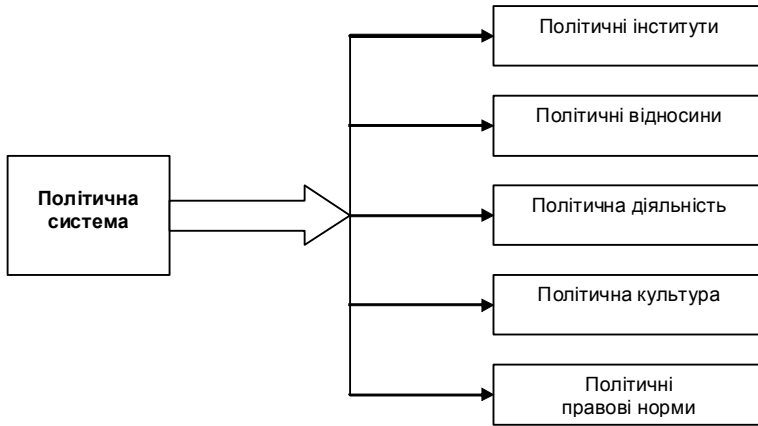 Політична
система
Політичні інститути
Політичні відносини
Політична діяльність
Політична культура
Політичні
правові норми